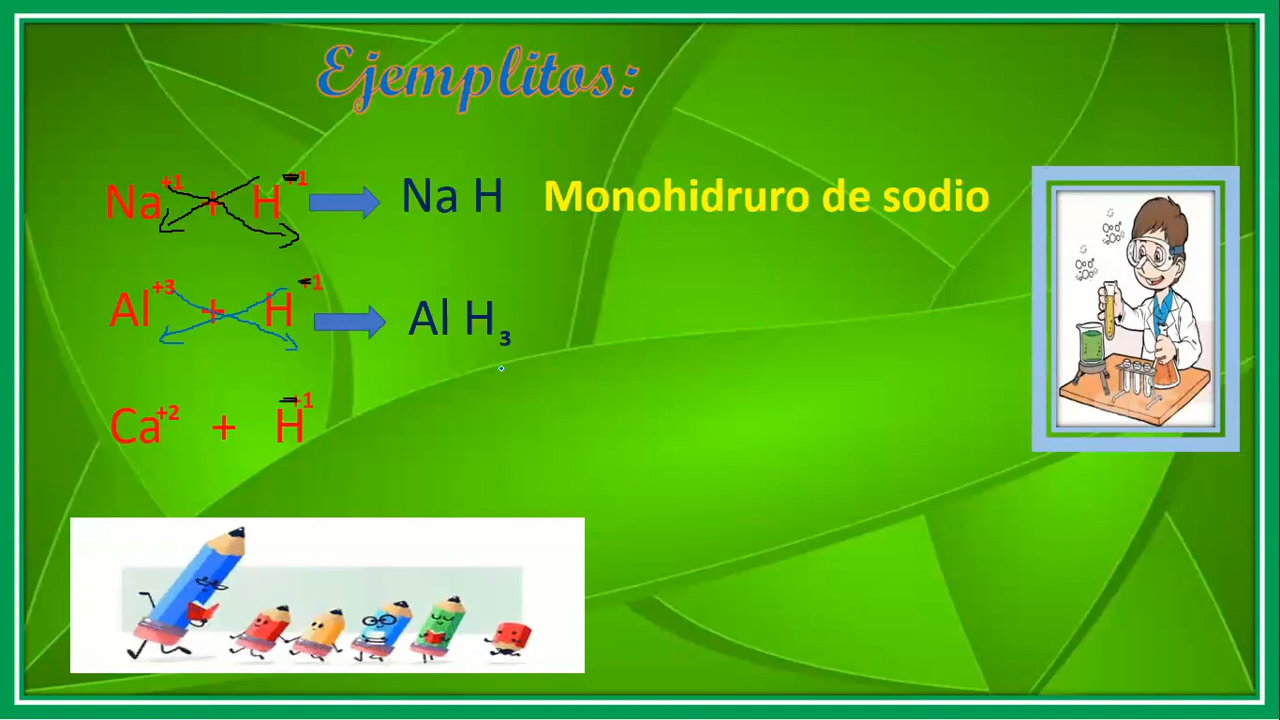 Ejemplitos:
Na+1 + H-1 Na H Monohidruro de sodio
Al+3 + H-1 Al H3
Ca+2 + H-1